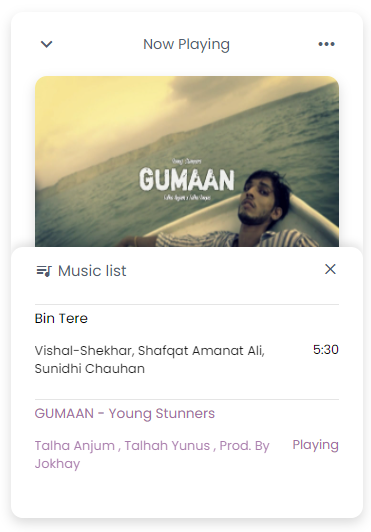 Now Playing
Young Stunners
GUMAAN
Talha Anjum x Talha Yunus
Music list
Bin Tere
Vishal-Shekhar, Shafqat Amanat Ali,
5:30
Sunidhi Chauhan
GUMAAN - Young Stunners
Talha Anjum , Talhah Yunus , Prod. By
Playing
Jokhay